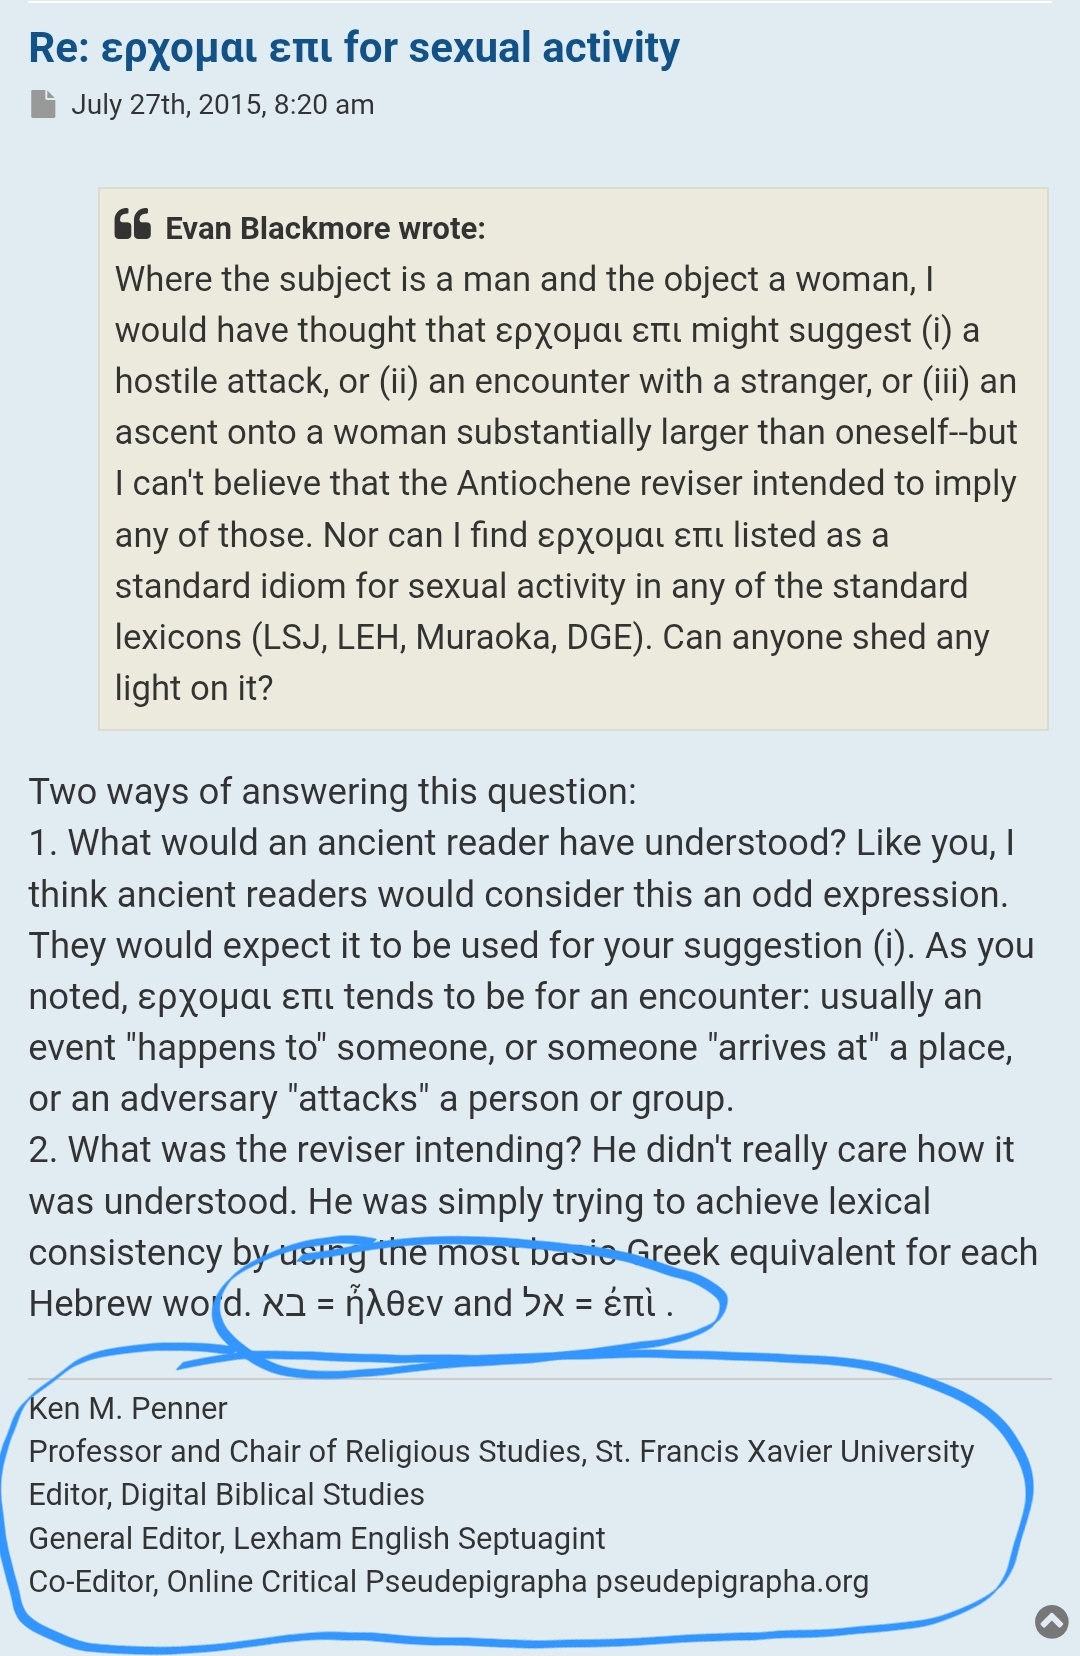 Re: ερχομαι επι for sexual activity
July 27th, 2015, 8:20 am
Evan Blackmore wrote:
Where the subject is a man and the object a woman, I
would have thought that ερχομαι επι might suggest (i) a
hostile attack, or (ii) an encounter with a stranger, or (iii) an
ascent onto a woman substantially larger than oneself--but
I can't believe that the Antiochene reviser intended to imply
any of those. Nor can I find ερχομαι επι listed as a
standard idiom for sexual activity in any of the standard
lexicons (LSJ, LEH, Muraoka, DGE). Can anyone shed any
light on it?
Two ways of answering this question:
1. What would an ancient reader have understood? Like you, I
think ancient readers would consider this an odd expression.
They would expect it to be used for your suggestion (i). As you
noted, ερχομαι επι tends to be for an encounter: usually an
event "happens to" someone, or someone "arrives at" a place,
or an adversary "attacks" a person or group.
2. What was the reviser intending? He didn't really care how it
was understood. He was simply trying to achieve lexical
consistency by using the most basic Greek equivalent for each
Hebrew word. בא = ἦλθεν and אל = ἐπὶ .
Ken M. Penner
Professor and Chair of Religious Studies, St. Francis Xavier University
Editor, Digital Biblical Studies
General Editor, Lexham English Septuagint
Co-Editor, Online Critical Pseudepigrapha pseudepigrapha.org